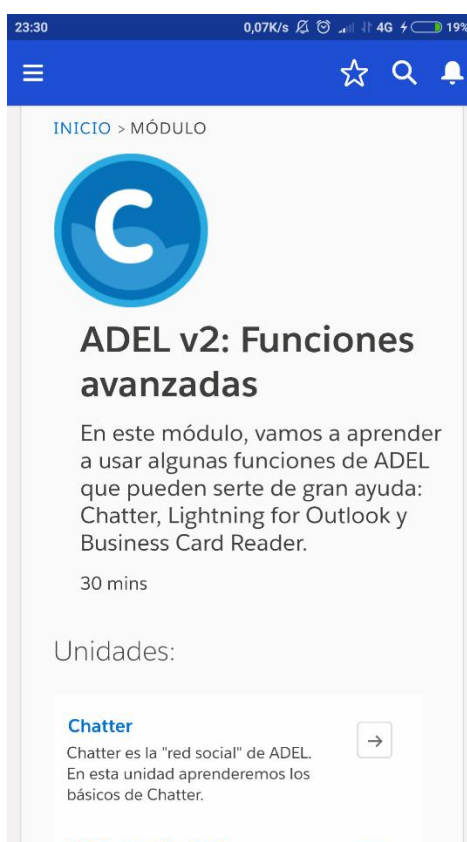 23:30 0,07K/s 4G 19%
INICIO > MÓDULO
C
ADEL v2: Funciones
avanzadas
En este módulo, vamos a aprender
a usar algunas funciones de ADEL
que pueden serte de gran ayuda:
Chatter, Lightning for Outlook y
Business Card Reader.
30 mins
Unidades:
Chatter
Chatter es la "red social" de ADEL.
En esta unidad aprenderemos los
básicos de Chatter.